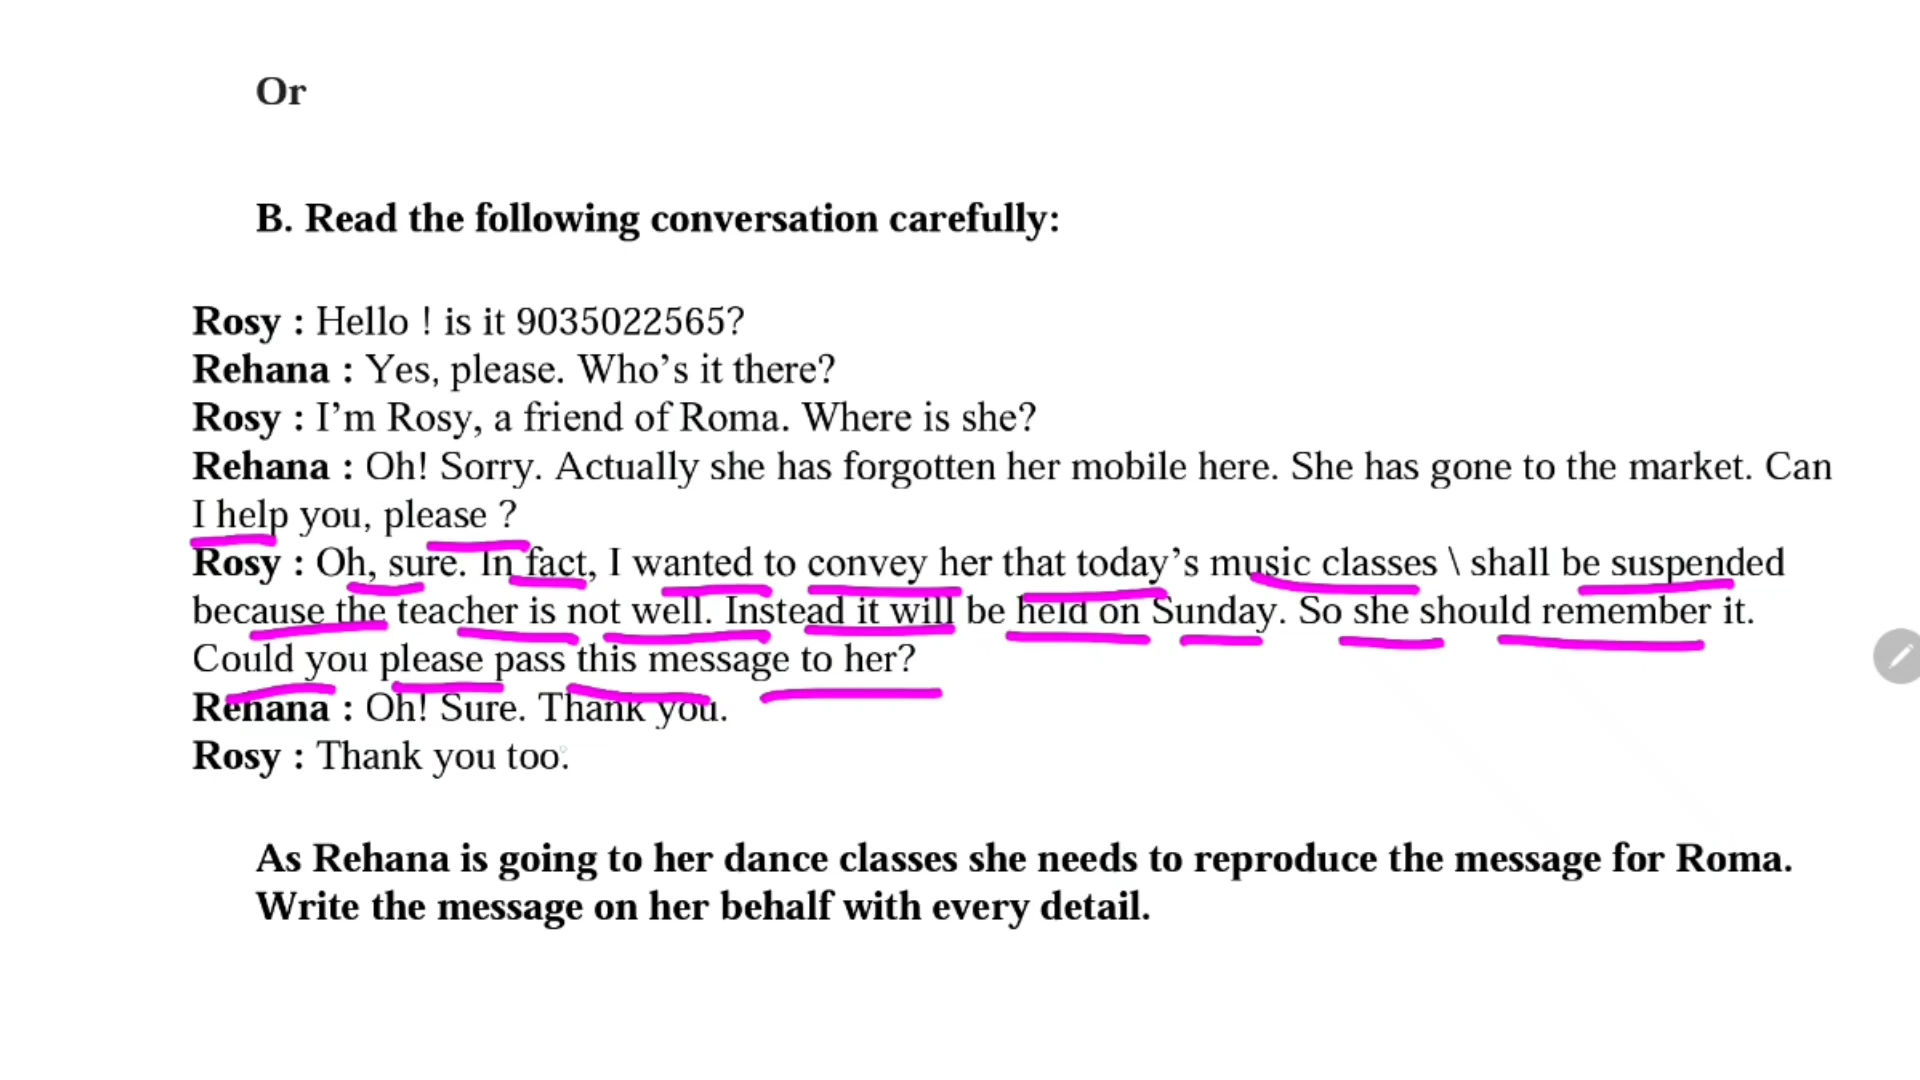 Or
B. Read the following conversation carefully:
Rosy : Hello ! is it 9035022565?
Rehana : Yes, please. Who’s it there?
Rosy : I’m Rosy, a friend of Roma. Where is she?
Rehana : Oh! Sorry. Actually she has forgotten her mobile here. She has gone to the market. Can
I help you, please ?
Rosy : Oh, sure. In fact, I wanted to convey her that today’s music classes \ shall be suspended
because the teacher is not well. Instead it will be held on Sunday. So she should remember it.
Could you please pass this message to her?
Rehana : Oh! Sure. Thank you.
Rosy : Thank you too.
As Rehana is going to her dance classes she needs to reproduce the message for Roma.
Write the message on her behalf with every detail.